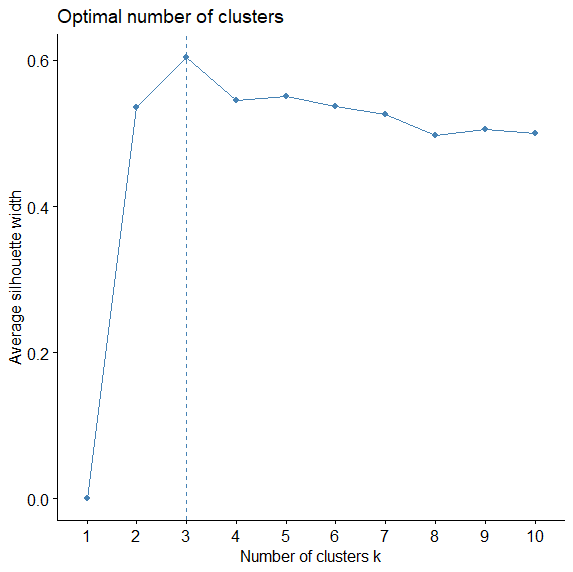 Optimal number of clusters
0.6
0.4
0.2
0.0
Average silhouette width
1 2 3 4 5 6 7 8 9 10
Number of clusters k